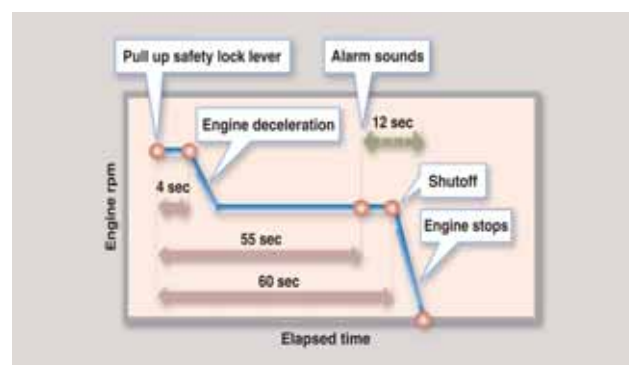 Pull up safety lock lever
Alarm sounds
Engine deceleration
12 sec
4 sec
Shutoff
Engine stops
55 sec
60 sec
Engine rpm
Elapsed time